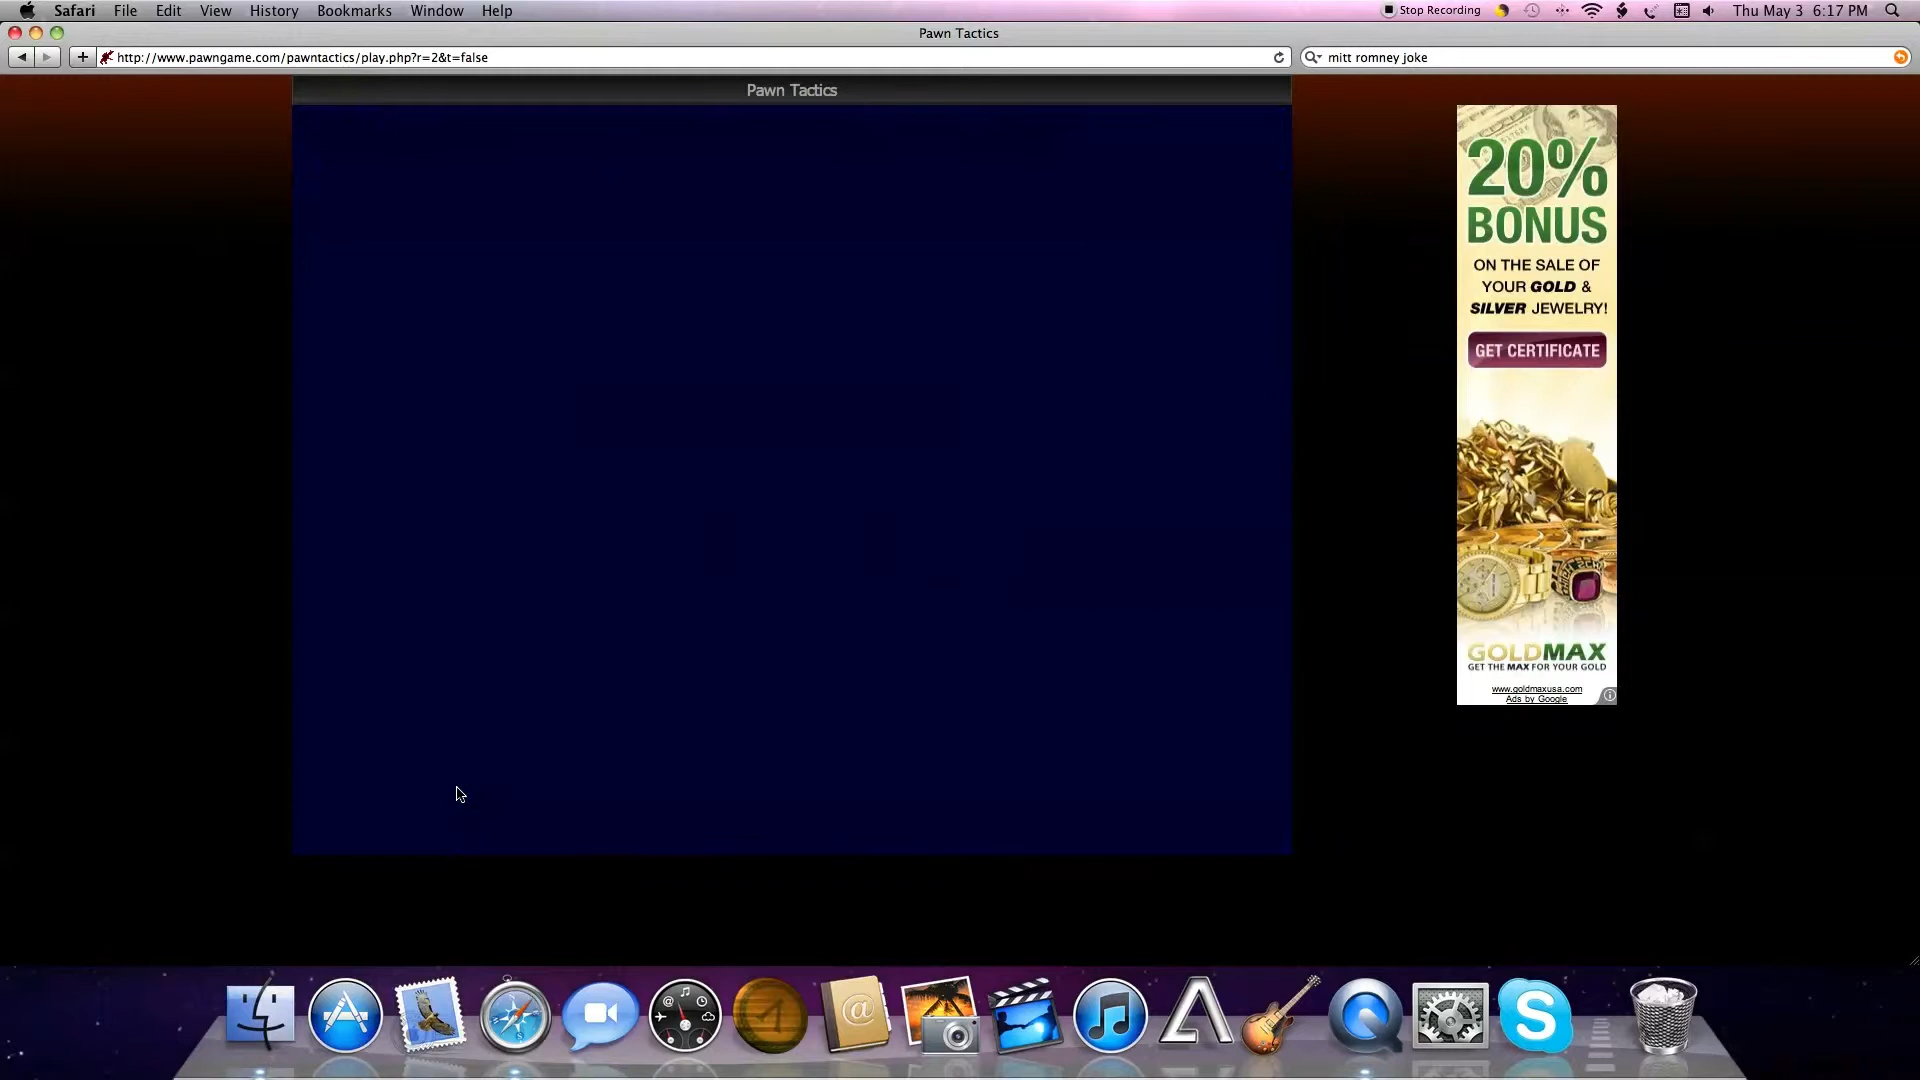 Safari File Edit View History Bookmarks Window Help Stop Recording Thu May 3 6:17 PM
Pawn Tactics
http://www.pawngame.com/pawntactics/play.php?r=2&t=false mitt romney joke
Pawn Tactics
20%
BONUS
ON THE SALE OF
YOUR GOLD &
SILVER JEWELRY!
GET CERTIFICATE
GOLDMAX
GET THE MAX FOR YOUR GOLD
www.goldmaxusa.com
Ads by Google